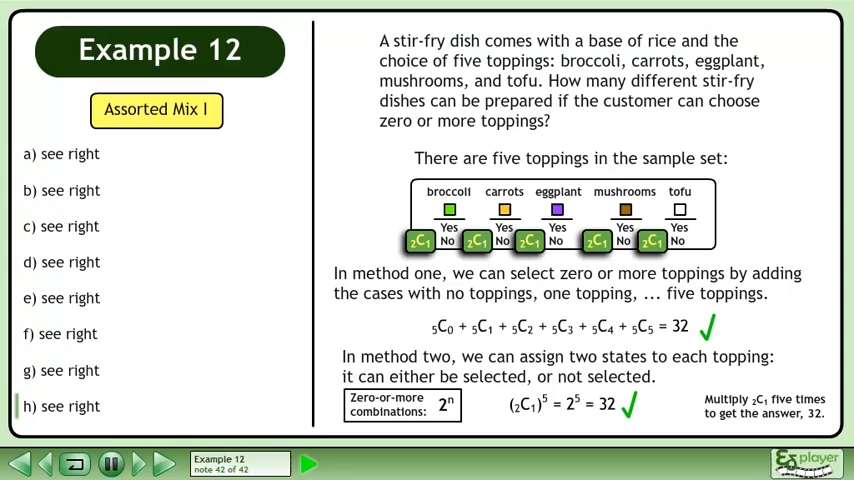 Example 12
Assorted Mix I
a) see right
b) see right
c) see right
d) see right
e) see right
f) see right
g) see right
h) see right
A stir-fry dish comes with a base of rice and the
choice of five toppings: broccoli, carrots, eggplant,
mushrooms, and tofu. How many different stir-fry
dishes can be prepared if the customer can choose
zero or more toppings?
There are five toppings in the sample set:
broccoli carrots eggplant mushrooms tofu
Yes Yes Yes Yes Yes
₂C₁ No ₂C₁ No ₂C₁ No ₂C₁ No ₂C₁ No
In method one, we can select zero or more toppings by adding
the cases with no toppings, one topping, ... five toppings.
₅C₀ + ₅C₁ + ₅C₂ + ₅C₃ + ₅C₄ + ₅C₅ = 32
In method two, we can assign two states to each topping:
it can either be selected, or not selected.
Zero-or-more
combinations: 2ⁿ
(₂C₁)⁵ = 2⁵ = 32
Multiply ₂C₁ five times
to get the answer, 32.
Example 12
note 42 of 42
player